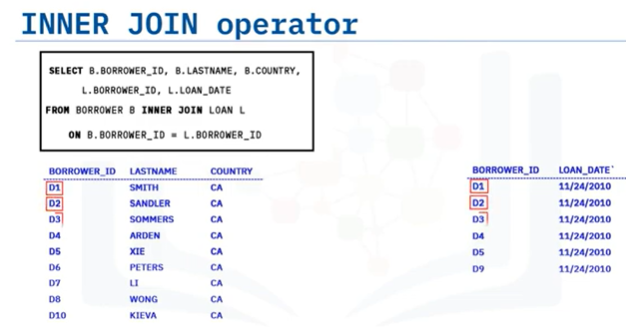 INNER JOIN operator
SELECT B.BORROWER_ID, B.LASTNAME, B.COUNTRY,
L.BORROWER_ID, L.LOAN_DATE
FROM BORROWER B INNER JOIN LOAN L
ON B.BORROWER_ID = L.BORROWER_ID
BORROWER_ID LASTNAME COUNTRY
D1 SMITH CA
D2 SANDLER CA
D3 SOMMERS CA
D4 ARDEN CA
D5 XIE CA
D6 PETERS CA
D7 LI CA
D8 WONG CA
D10 KIEVA CA
BORROWER_ID LOAN_DATE
D1 11/24/2010
D2 11/24/2010
D3 11/24/2010
D4 11/24/2010
D5 11/24/2010
D9 11/24/2010